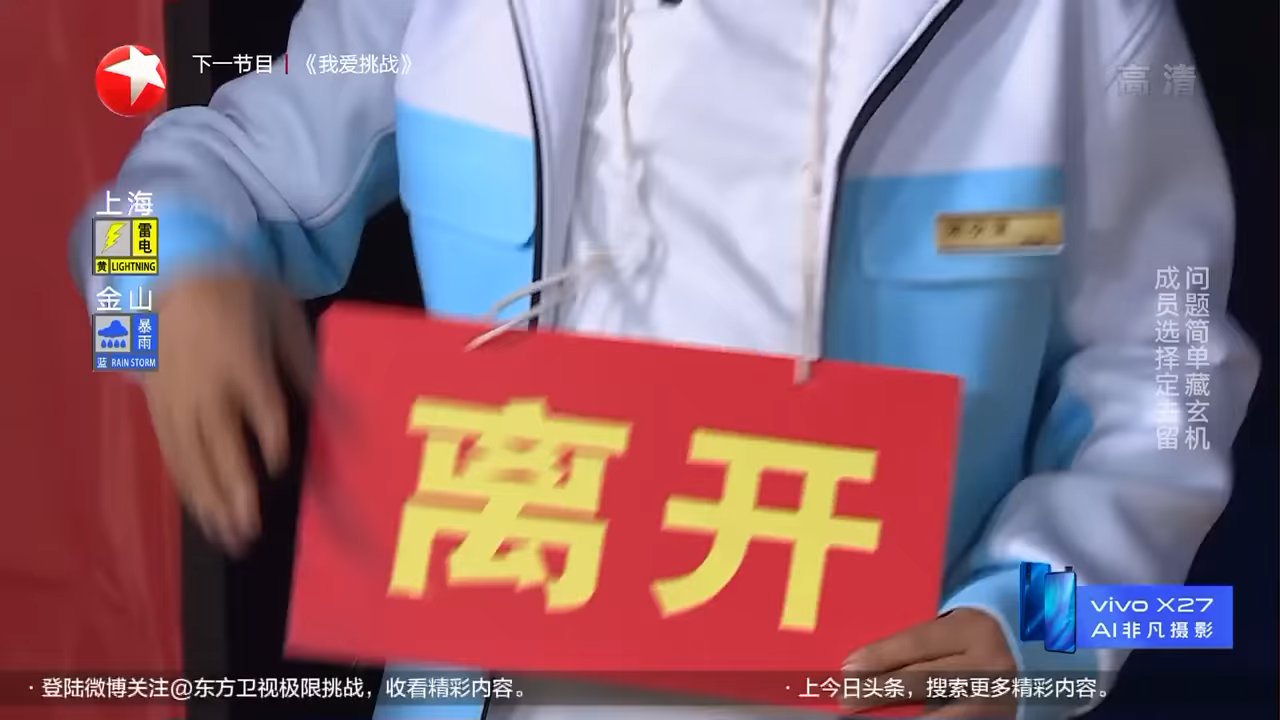 下一节目 | 《我爱挑战》
高清
上海
雷电
黄 LIGHTNING
金山
暴雨
蓝 RAIN STORM
问题简单藏玄机
成员选择定去留
离开
vivo X27
AI非凡摄影
·登陆微博关注@东方卫视极限挑战，收看精彩内容。
·上今日头条，搜索更多精彩内容。